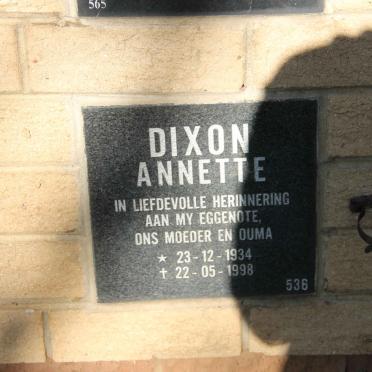 565
DIXON
ANNETTE
IN LIEFDEVOLLE HERINNERING
AAN MY EGGENOTE,
ONS MOEDER EN OUMA
★ 23-12-1934
✝ 22-05-1998
536